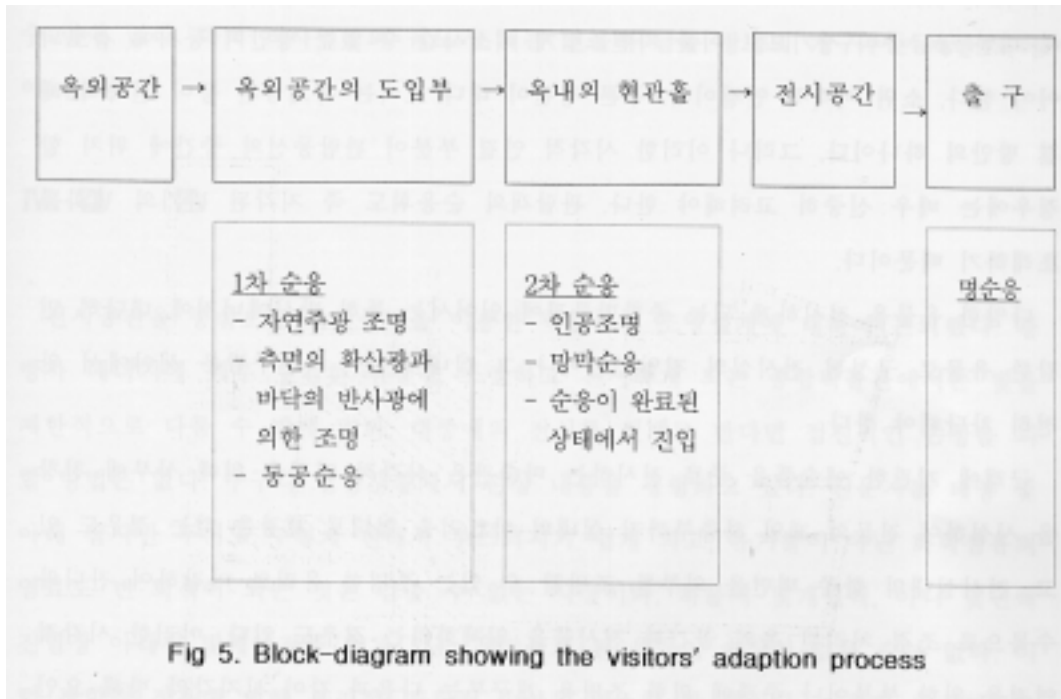 옥외공간 → 옥외공간의 도입부 → 옥내의 현관홀 → 전시공간 → 출 구
1차 순응
- 자연주광 조명
- 측면의 확산광과
바닥의 반사광에
의한 조명
- 동공순응
2차 순응
- 인공조명
- 망막순응
- 순응이 완료된
상태에서 진입
명순응
Fig 5. Block-diagram showing the visitors' adaption process